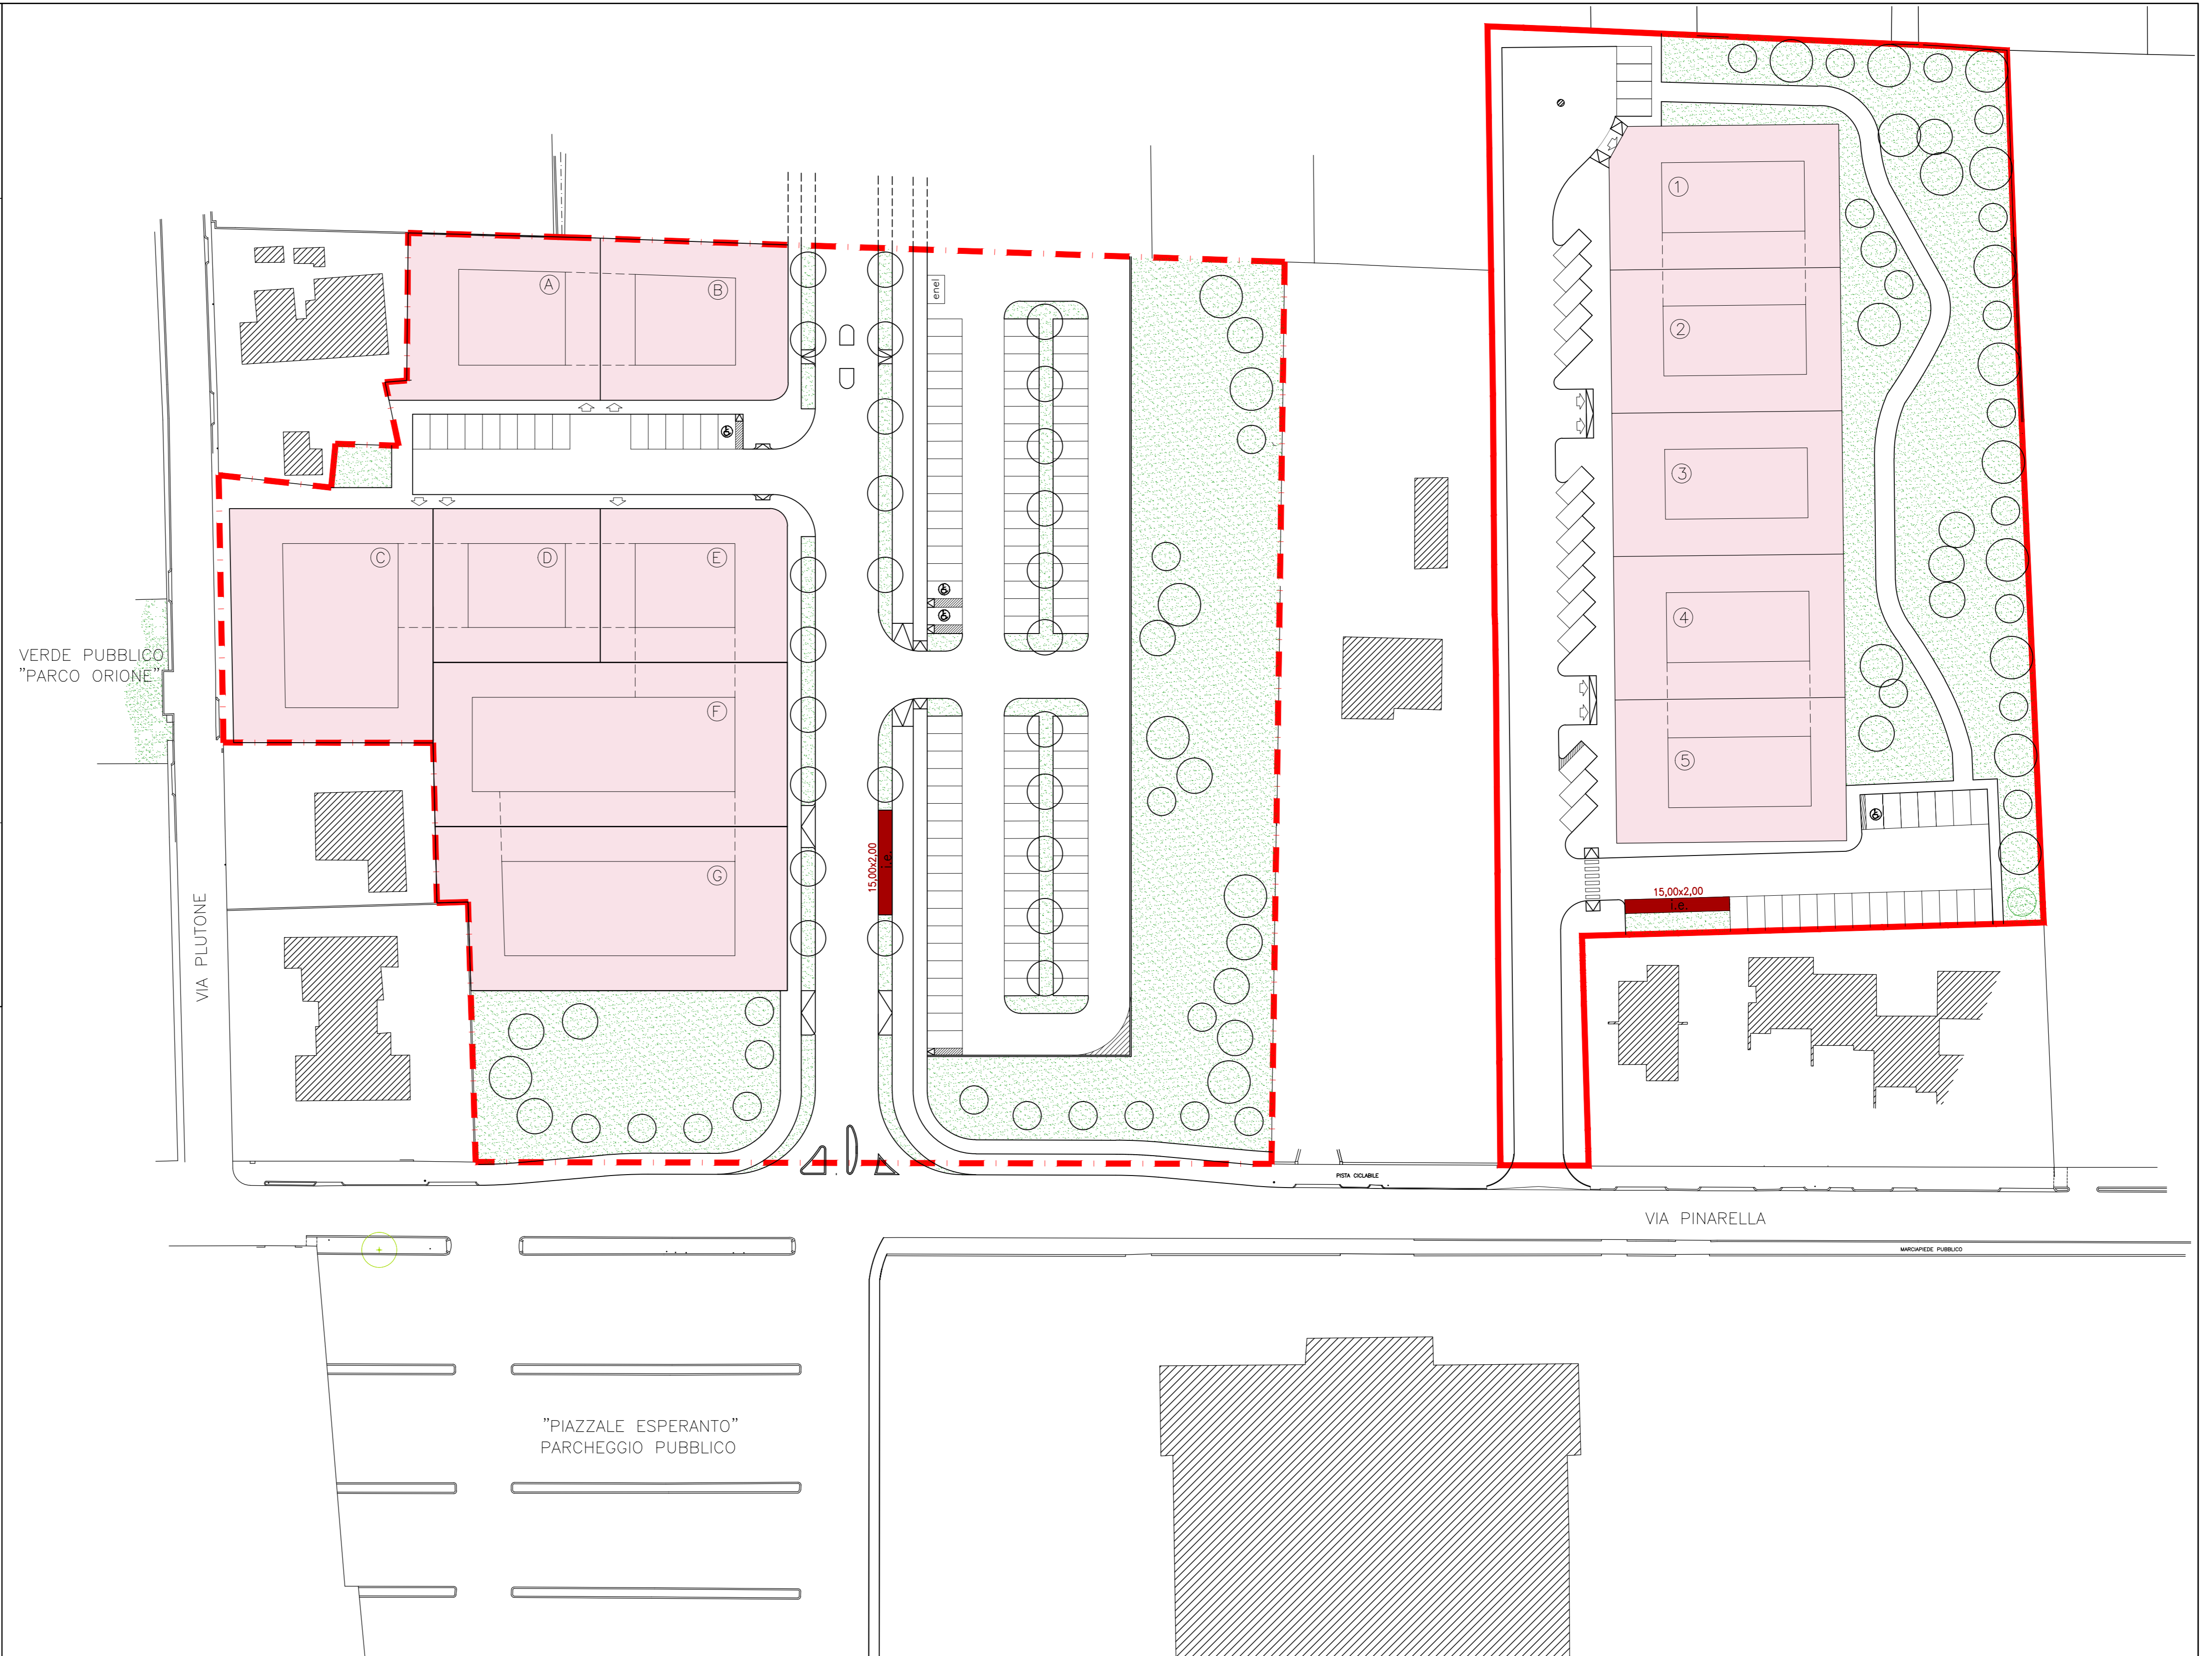 1
A
B
enel
2
3
C
D
E
4
VERDE PUBBLICO
"PARCO ORIONE"
F
5
G
15,00x2,00
i.e.
15,00x2,00
i.e.
VIA PLUTONE
PISTA CICLABILE
VIA PINARELLA
MARCIAPIEDE PUBBLICO
"PIAZZALE ESPERANTO"
PARCHEGGIO PUBBLICO